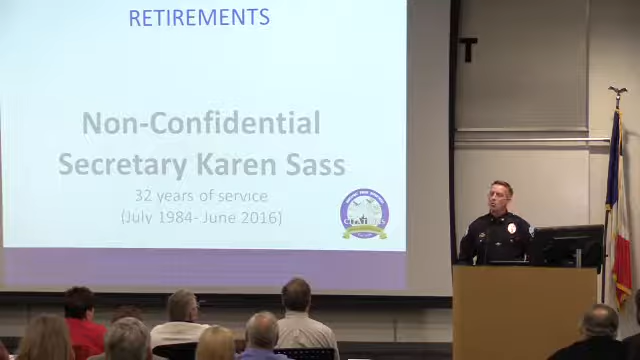 RETIREMENTS
Non-Confidential
Secretary Karen Sass
32 years of service
(July 1984- June 2016)